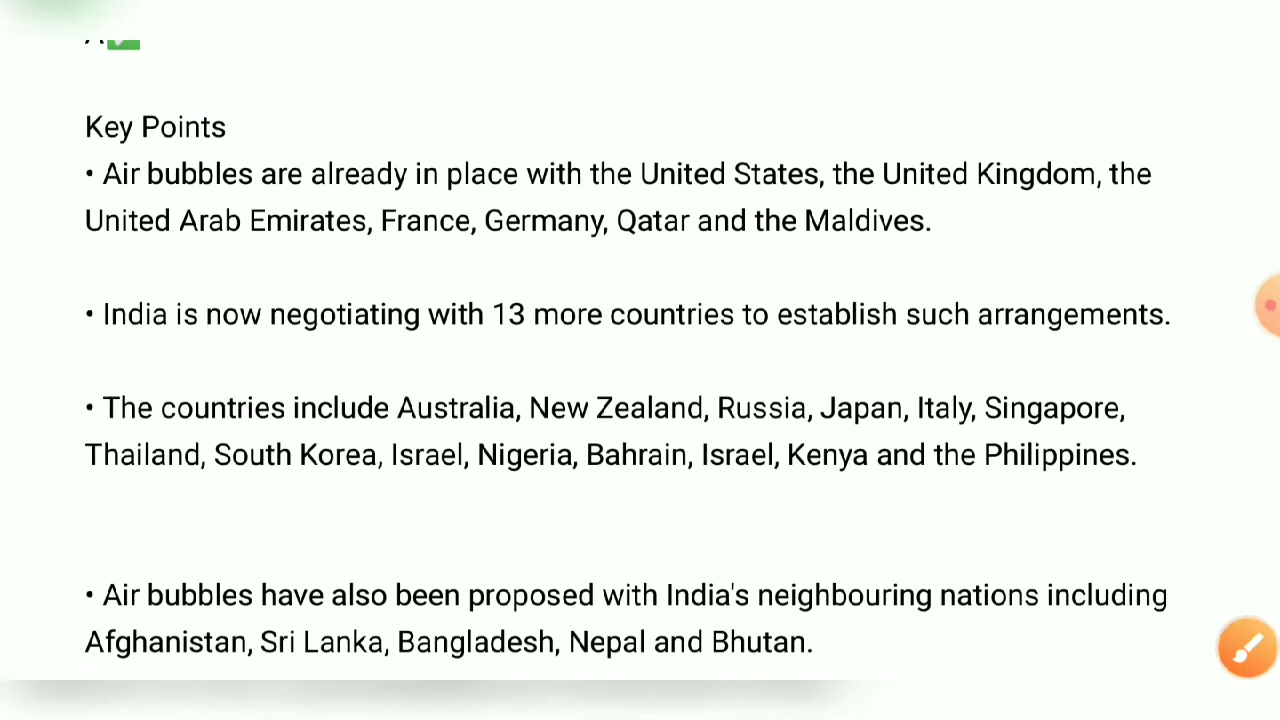 Key Points
• Air bubbles are already in place with the United States, the United Kingdom, the
United Arab Emirates, France, Germany, Qatar and the Maldives.
• India is now negotiating with 13 more countries to establish such arrangements.
• The countries include Australia, New Zealand, Russia, Japan, Italy, Singapore,
Thailand, South Korea, Israel, Nigeria, Bahrain, Israel, Kenya and the Philippines.
• Air bubbles have also been proposed with India's neighbouring nations including
Afghanistan, Sri Lanka, Bangladesh, Nepal and Bhutan.